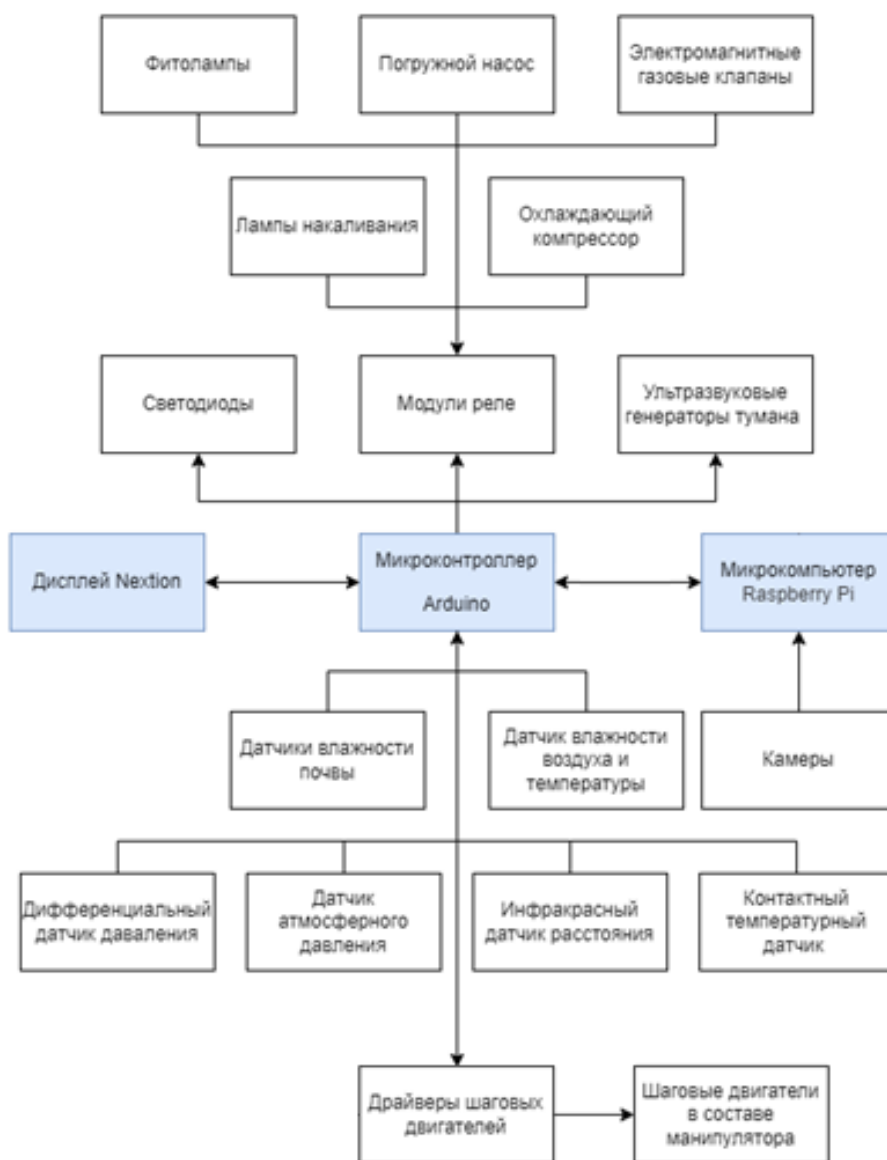 Фитолампы
Погружной насос
Электромагнитные
газовые клапаны
Лампы накаливания
Охлаждающий
компрессор
Светодиоды
Модули реле
Ультразвуковые
генераторы тумана
Дисплей Nextion
Микроконтроллер
Arduino
Микрокомпьютер
Raspberry Pi
Датчики влажности
почвы
Датчик влажности
воздуха и
температуры
Камеры
Дифференциальный
датчик даваления
Датчик
атмосферного
давления
Инфракрасный
датчик расстояния
Контактный
температурный
датчик
Драйверы шаговых
двигателей
Шаговые двигатели
в составе
манипулятора